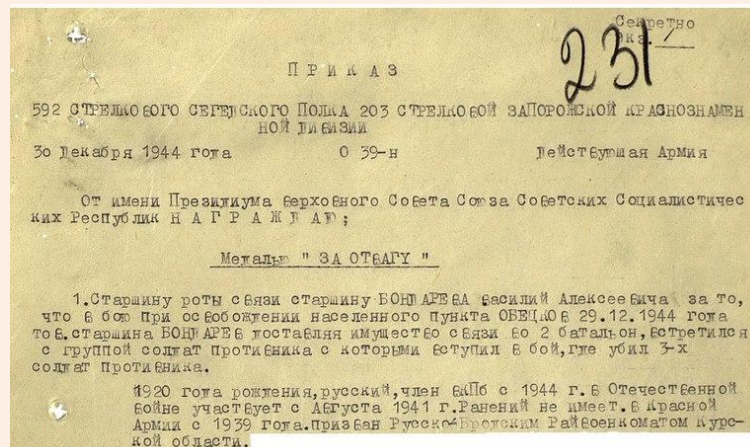 Секретно
Экз. 1
231
ПРИКАЗ
592 СТРЕЛКОВОГО СЕГЕДСКОГО ПОЛКА 203 СТРЕЛКОВОЙ ЗАПОРОЖСКОЙ КРАСНОЗНАМЕН
НОЙ ДИВИЗИИ
30 Декабря 1944 года О 39-н Действующая Армия
От имени Президиума Верховного Совета Союза Советских Социалистичес
ких Республик НАГРАЖДАЮ;
Медалью " ЗА ОТВАГУ "
1.Старшину роты связи старшину БОНДАРЕВА Василий Алексеевича за то,
что в бою при освобождении населенного пункта ОБЕЦКОВ 29.12.1944 года
тов.старшина БОНДАРЕВ доставляя имущество связи во 2 батальон,встретился
с группой солдат противника с которыми вступил в бой,где убил 3-х
солдат противника.
1920 года рождения,русский,член вКПб с 1944 г.в Отечественной
войне участвует с Августа 1941 г.Ранений не имеет.в Красной
Армии с 1939 года.призван Русско-Бродским Райвоенкоматом Курс-
кой области.